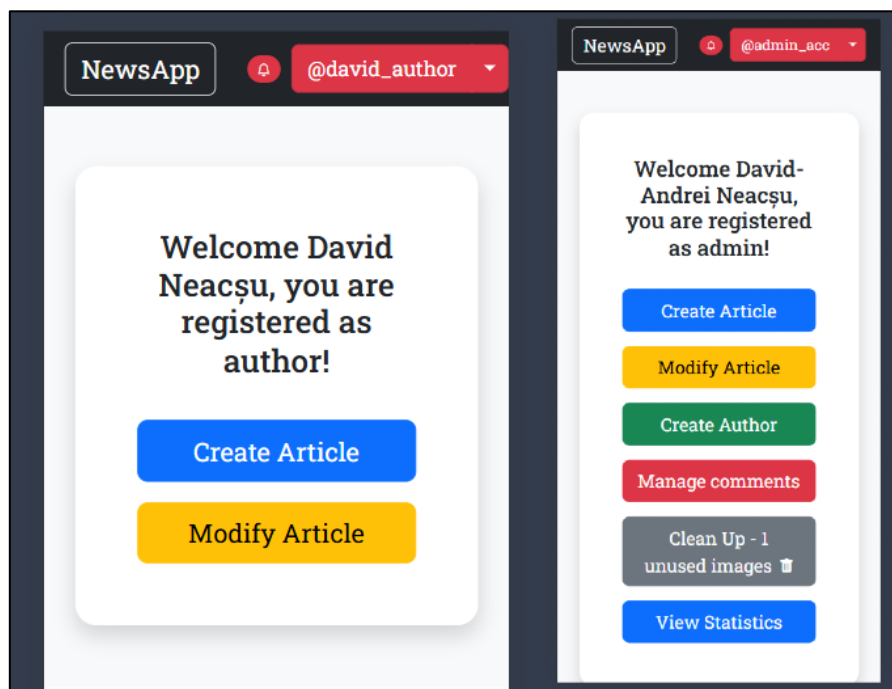 NewsApp
@david_author
Welcome David
Neacșu, you are
registered as
author!
Create Article
Modify Article
NewsApp
@admin_acc
Welcome David-
Andrei Neacșu,
you are registered
as admin!
Create Article
Modify Article
Create Author
Manage comments
Clean Up - 1
unused images
View Statistics